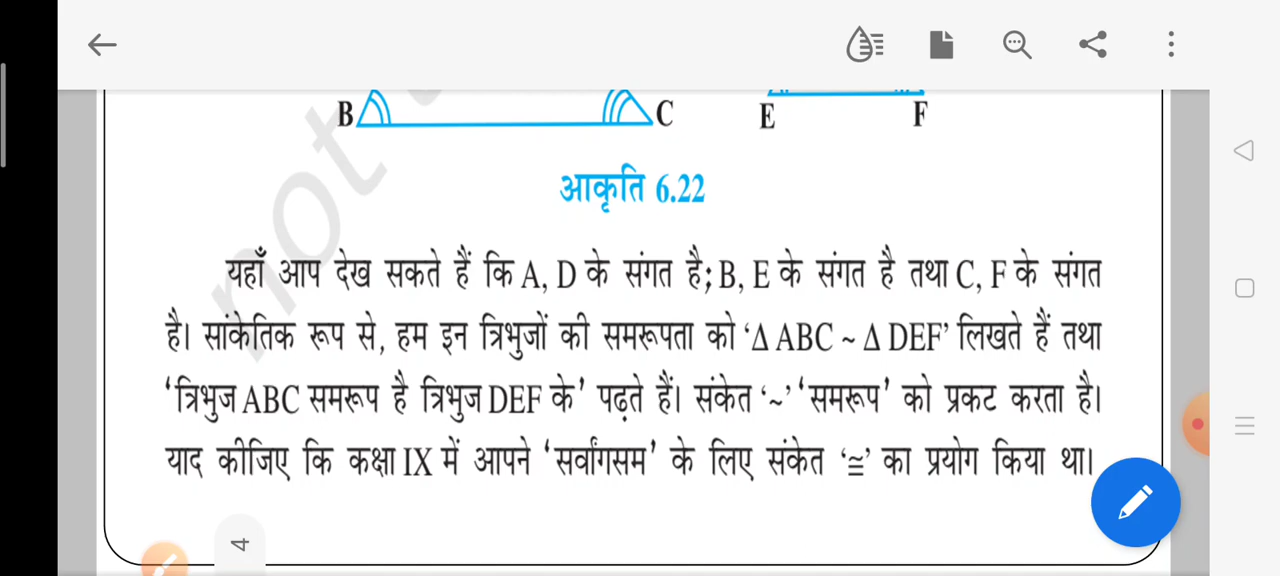 B C E F
आकृति 6.22
यहाँ आप देख सकते हैं कि A, D के संगत है; B, E के संगत है तथा C, F के संगत
है। सांकेतिक रूप से, हम इन त्रिभुजों की समरूपता को ‘Δ ABC ~ Δ DEF’ लिखते हैं तथा
‘त्रिभुज ABC समरूप है त्रिभुज DEF के’ पढ़ते हैं। संकेत ‘~’ ‘समरूप’ को प्रकट करता है।
याद कीजिए कि कक्षा IX में आपने ‘सर्वांगसम’ के लिए संकेत ‘≅’ का प्रयोग किया था।
not
4